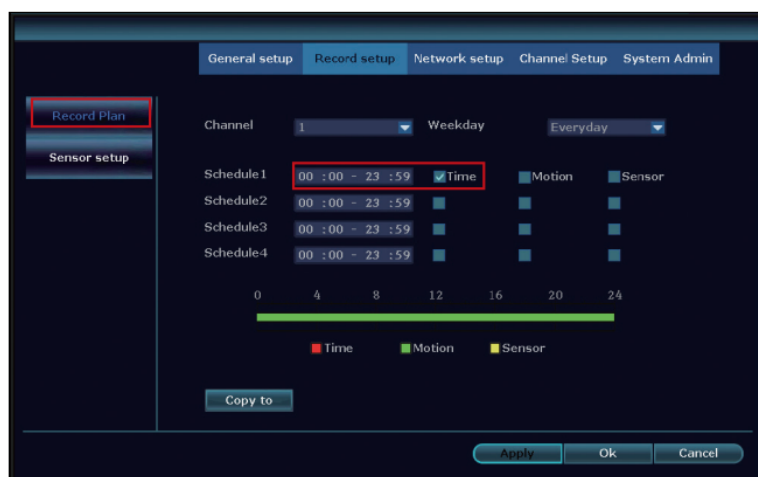 General setup Record setup Network setup Channel Setup System Admin
Record Plan
Sensor setup
Channel 1 Weekday Everyday
Schedule1 00 :00 - 23 :59 Time Motion Sensor
Schedule2 00 :00 - 23 :59
Schedule3 00 :00 - 23 :59
Schedule4 00 :00 - 23 :59
0 4 8 12 16 20 24
Time Motion Sensor
Copy to
Apply Ok Cancel